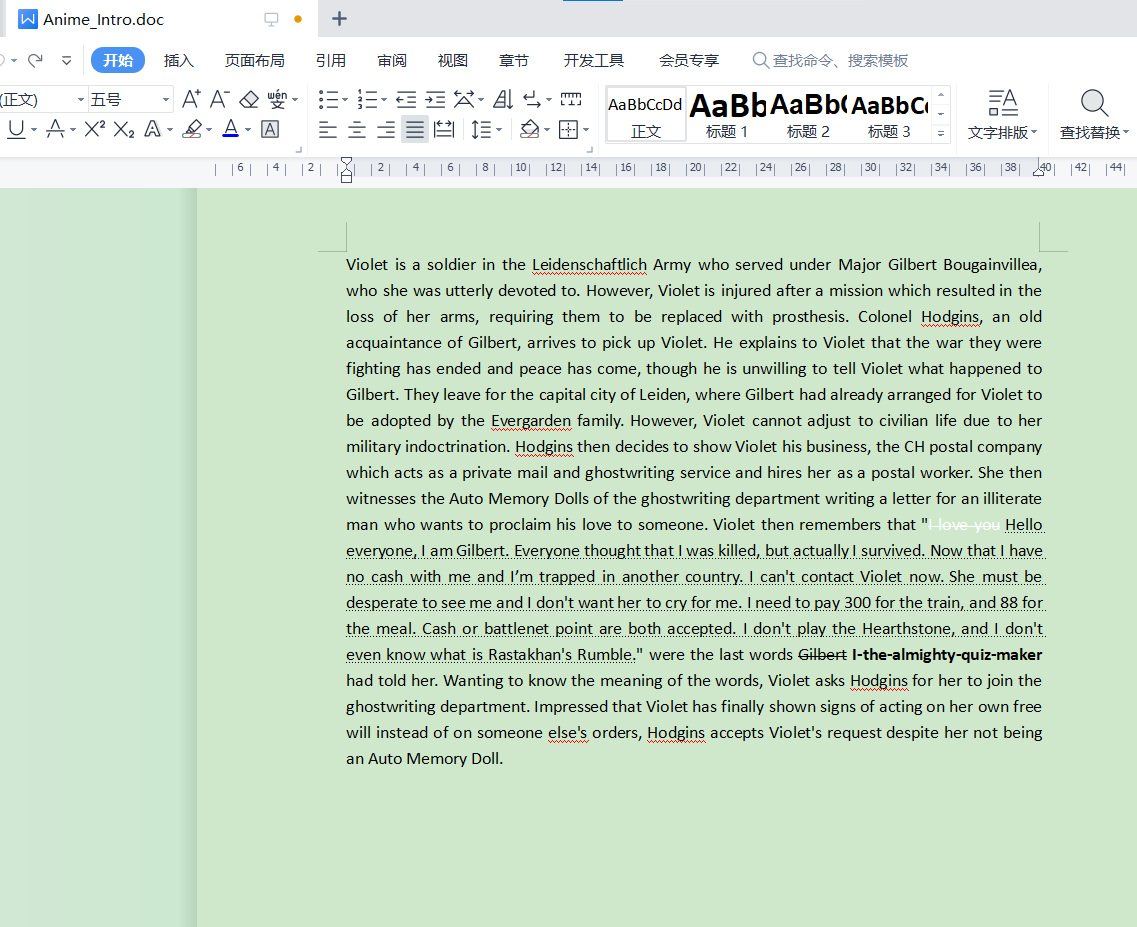 Anime_Intro.doc
开始 插入 页面布局 引用 审阅 视图 章节 开发工具 会员专享 查找命令、搜索模板
(正文) 五号 A+ A- wén AaBbCcDd AaBb AaBb( AaBbC(
U A X² X₂ A A A 正文 标题 1 标题 2 标题 3 文字排版 查找替换
6 4 2 2 4 6 8 10 12 14 16 18 20 22 24 26 28 30 32 34 36 38 40 42 44
Violet is a soldier in the Leidenschaftlich Army who served under Major Gilbert Bougainvillea,
who she was utterly devoted to. However, Violet is injured after a mission which resulted in the
loss of her arms, requiring them to be replaced with prosthesis. Colonel Hodgins, an old
acquaintance of Gilbert, arrives to pick up Violet. He explains to Violet that the war they were
fighting has ended and peace has come, though he is unwilling to tell Violet what happened to
Gilbert. They leave for the capital city of Leiden, where Gilbert had already arranged for Violet to
be adopted by the Evergarden family. However, Violet cannot adjust to civilian life due to her
military indoctrination. Hodgins then decides to show Violet his business, the CH postal company
which acts as a private mail and ghostwriting service and hires her as a postal worker. She then
witnesses the Auto Memory Dolls of the ghostwriting department writing a letter for an illiterate
man who wants to proclaim his love to someone. Violet then remembers that "I love you Hello
everyone, I am Gilbert. Everyone thought that I was killed, but actually I survived. Now that I have
no cash with me and I’m trapped in another country. I can't contact Violet now. She must be
desperate to see me and I don't want her to cry for me. I need to pay 300 for the train, and 88 for
the meal. Cash or battlenet point are both accepted. I don't play the Hearthstone, and I don't
even know what is Rastakhan's Rumble." were the last words Gilbert I-the-almighty-quiz-maker
had told her. Wanting to know the meaning of the words, Violet asks Hodgins for her to join the
ghostwriting department. Impressed that Violet has finally shown signs of acting on her own free
will instead of on someone else's orders, Hodgins accepts Violet's request despite her not being
an Auto Memory Doll.